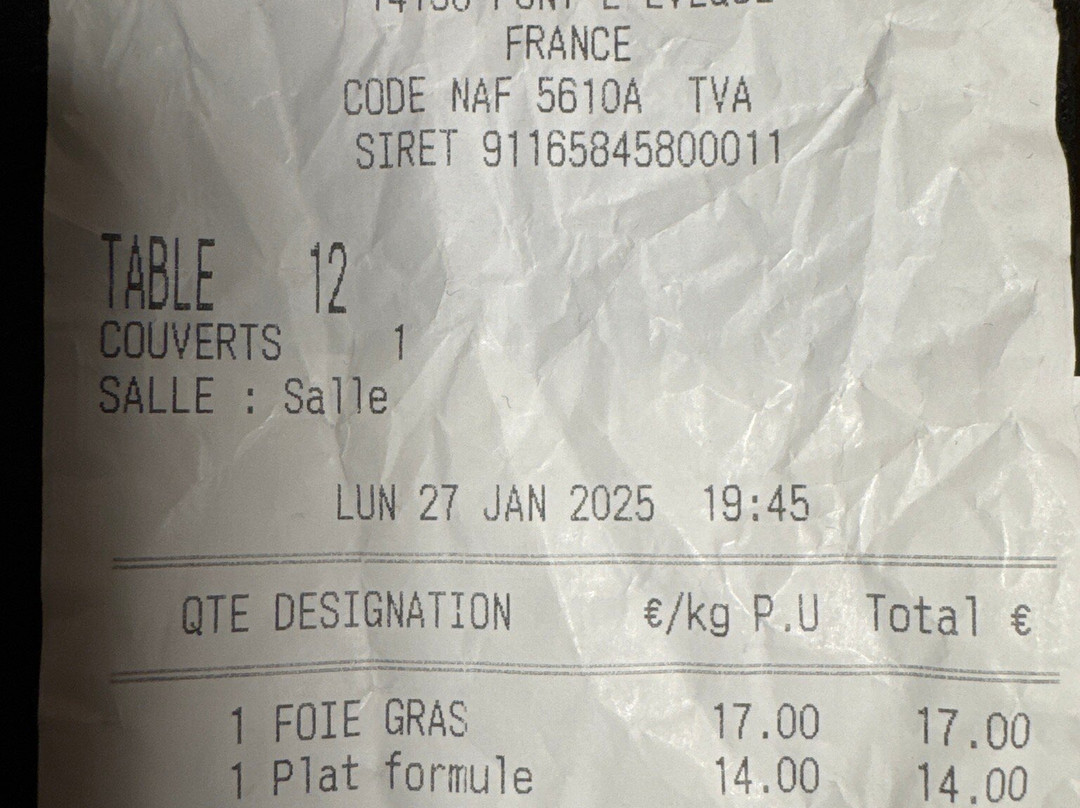 FRANCE
CODE NAF 5610A TVA
SIRET 91165845800011
TABLE 12
COUVERTS 1
SALLE : Salle
LUN 27 JAN 2025 19:45
QTE DESIGNATION €/kg P.U Total €
1 FOIE GRAS 17.00 17.00
1 Plat formule 14.00 14.00